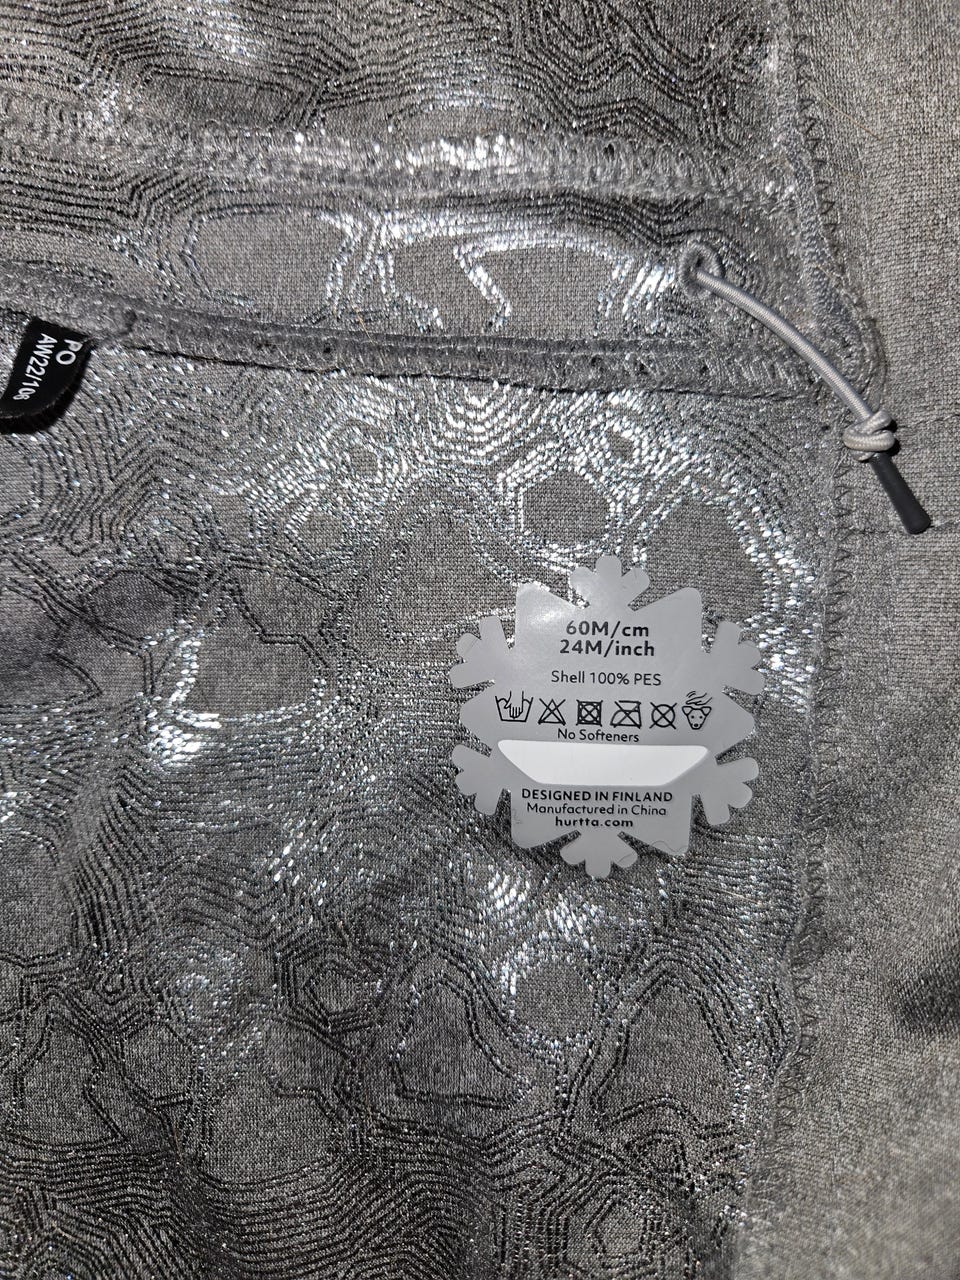 PO
AW22/108
60M/cm
24M/inch
Shell 100% PES
No Softeners
DESIGNED IN FINLAND
Manufactured in China
hurtta.com